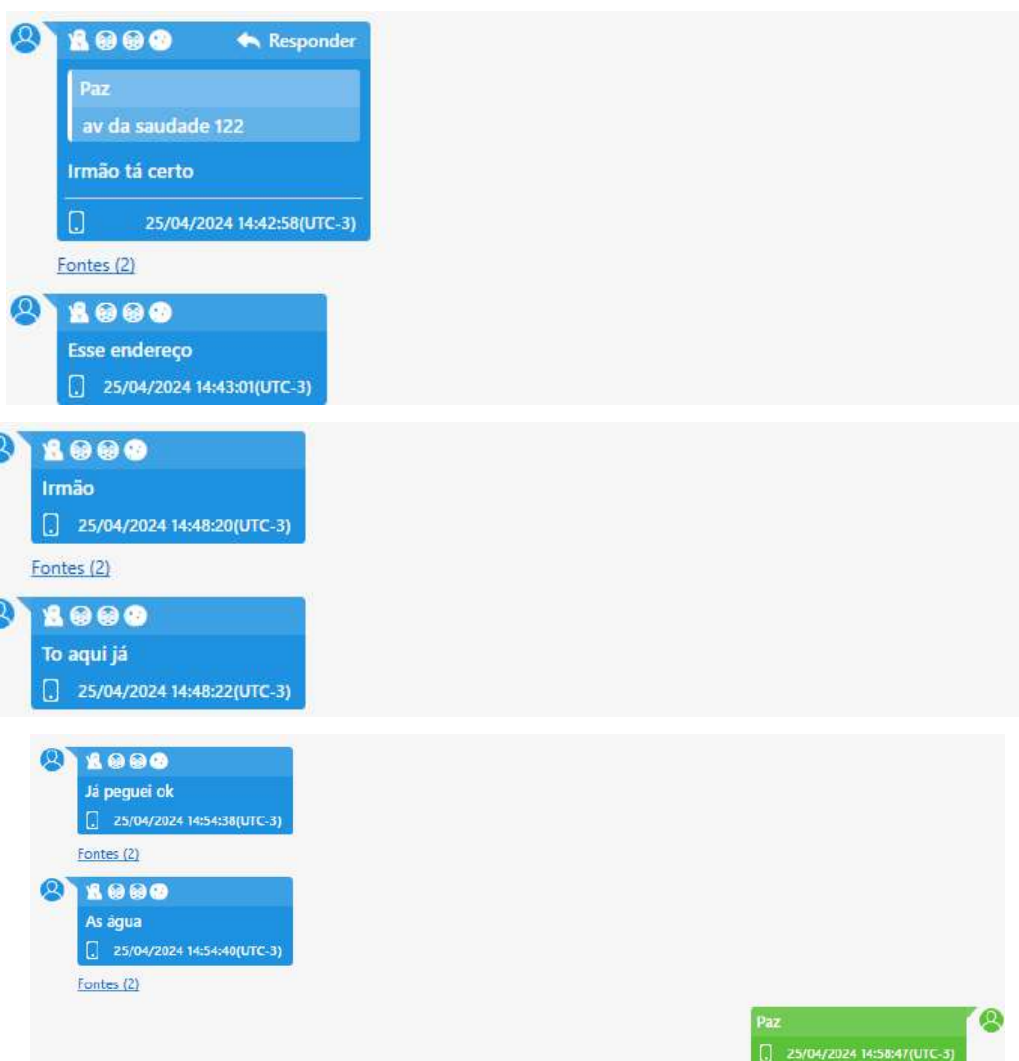 Responder
Paz
av da saudade 122
Irmão tá certo
25/04/2024 14:42:58(UTC-3)
Fontes (2)
Esse endereço
25/04/2024 14:43:01(UTC-3)
Irmão
25/04/2024 14:48:20(UTC-3)
Fontes (2)
To aqui já
25/04/2024 14:48:22(UTC-3)
Já peguei ok
25/04/2024 14:54:38(UTC-3)
Fontes (2)
As água
25/04/2024 14:54:40(UTC-3)
Fontes (2)
Paz
25/04/2024 14:58:47(UTC-3)